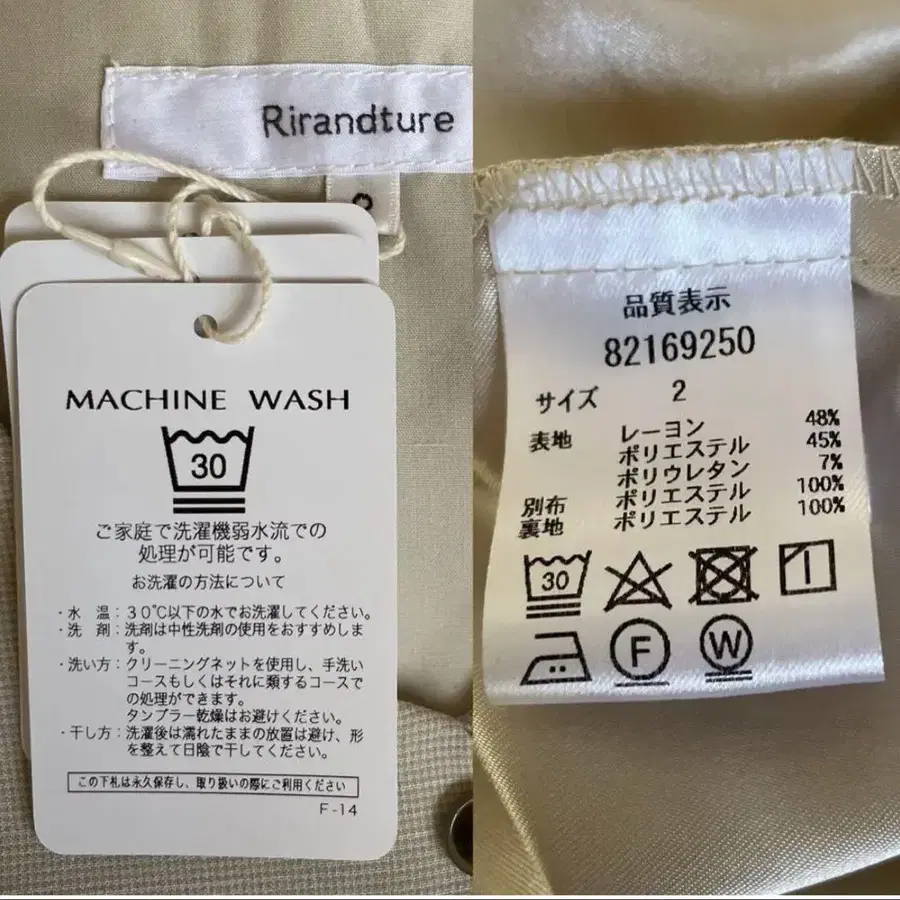 Rirandture
MACHINE WASH
30
ご家庭で洗濯機弱水流での
処理が可能です。
お洗濯の方法について
・水　温：３０℃以下の水でお洗濯してください。
・洗　剤：洗剤は中性洗剤の使用をおすすめしま
す。
・洗い方：クリーニングネットを使用し、手洗い
コースもしくはそれに類するコースで
の処理ができます。
タンブラー乾燥はお避けください。
・干し方：洗濯後は濡れたままの放置は避け、形
を整えて日陰で干してください。
この下札は永久保存し、取り扱いの際にご利用ください
F-14
品質表示
82169250
サイズ 2
表地 レーヨン 48%
ポリエステル 45%
ポリウレタン 7%
別布 ポリエステル 100%
裏地 ポリエステル 100%
30
F W